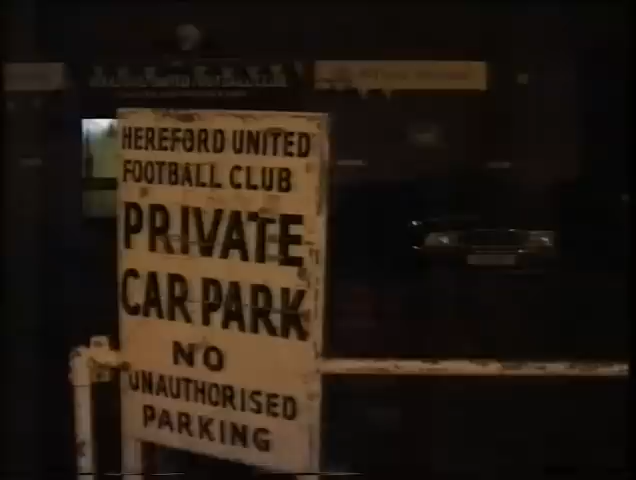 HEREFORD UNITED
FOOTBALL CLUB
PRIVATE
CAR PARK
NO
UNAUTHORISED
PARKING